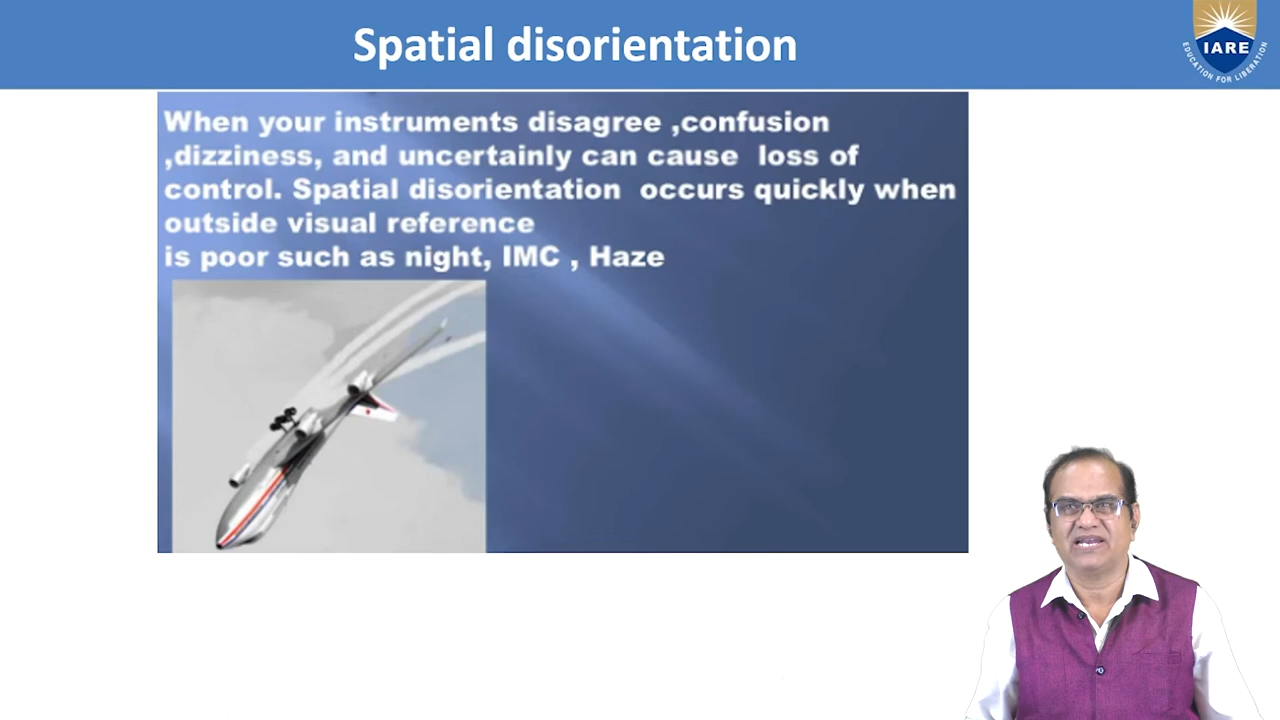 Spatial disorientation
IARE
EDUCATION FOR LIBERATION
When your instruments disagree ,confusion
,dizziness, and uncertainly can cause loss of
control. Spatial disorientation occurs quickly when
outside visual reference
is poor such as night, IMC , Haze